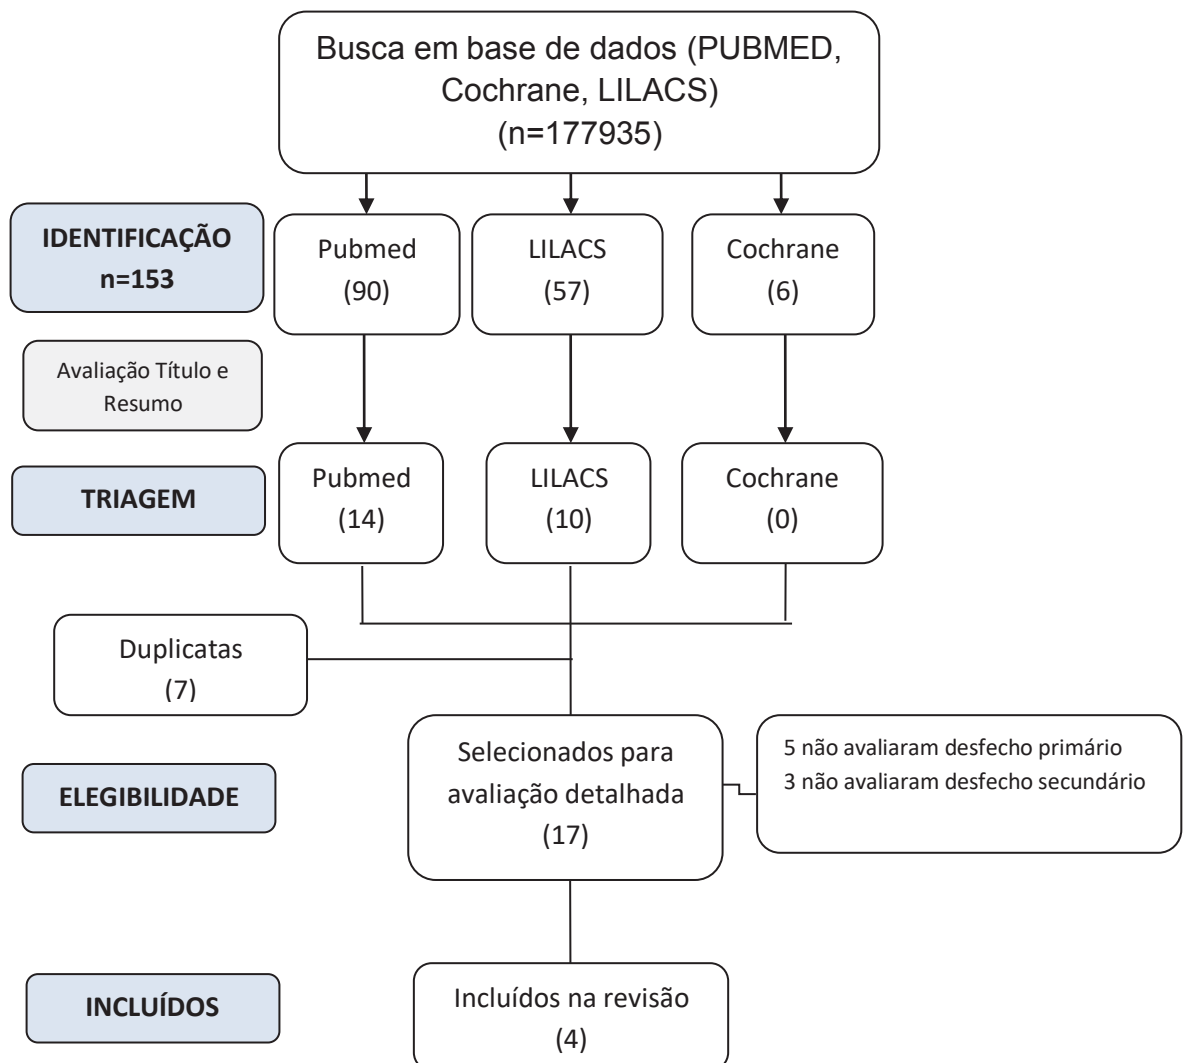 Busca em base de dados (PUBMED,
Cochrane, LILACS)
(n=177935)
IDENTIFICAÇÃO
n=153
Pubmed
(90)
LILACS
(57)
Cochrane
(6)
Avaliação Título e
Resumo
TRIAGEM
Pubmed
(14)
LILACS
(10)
Cochrane
(0)
Duplicatas
(7)
ELEGIBILIDADE
Selecionados para
avaliação detalhada
(17)
5 não avaliaram desfecho primário
3 não avaliaram desfecho secundário
INCLUÍDOS
Incluídos na revisão
(4)